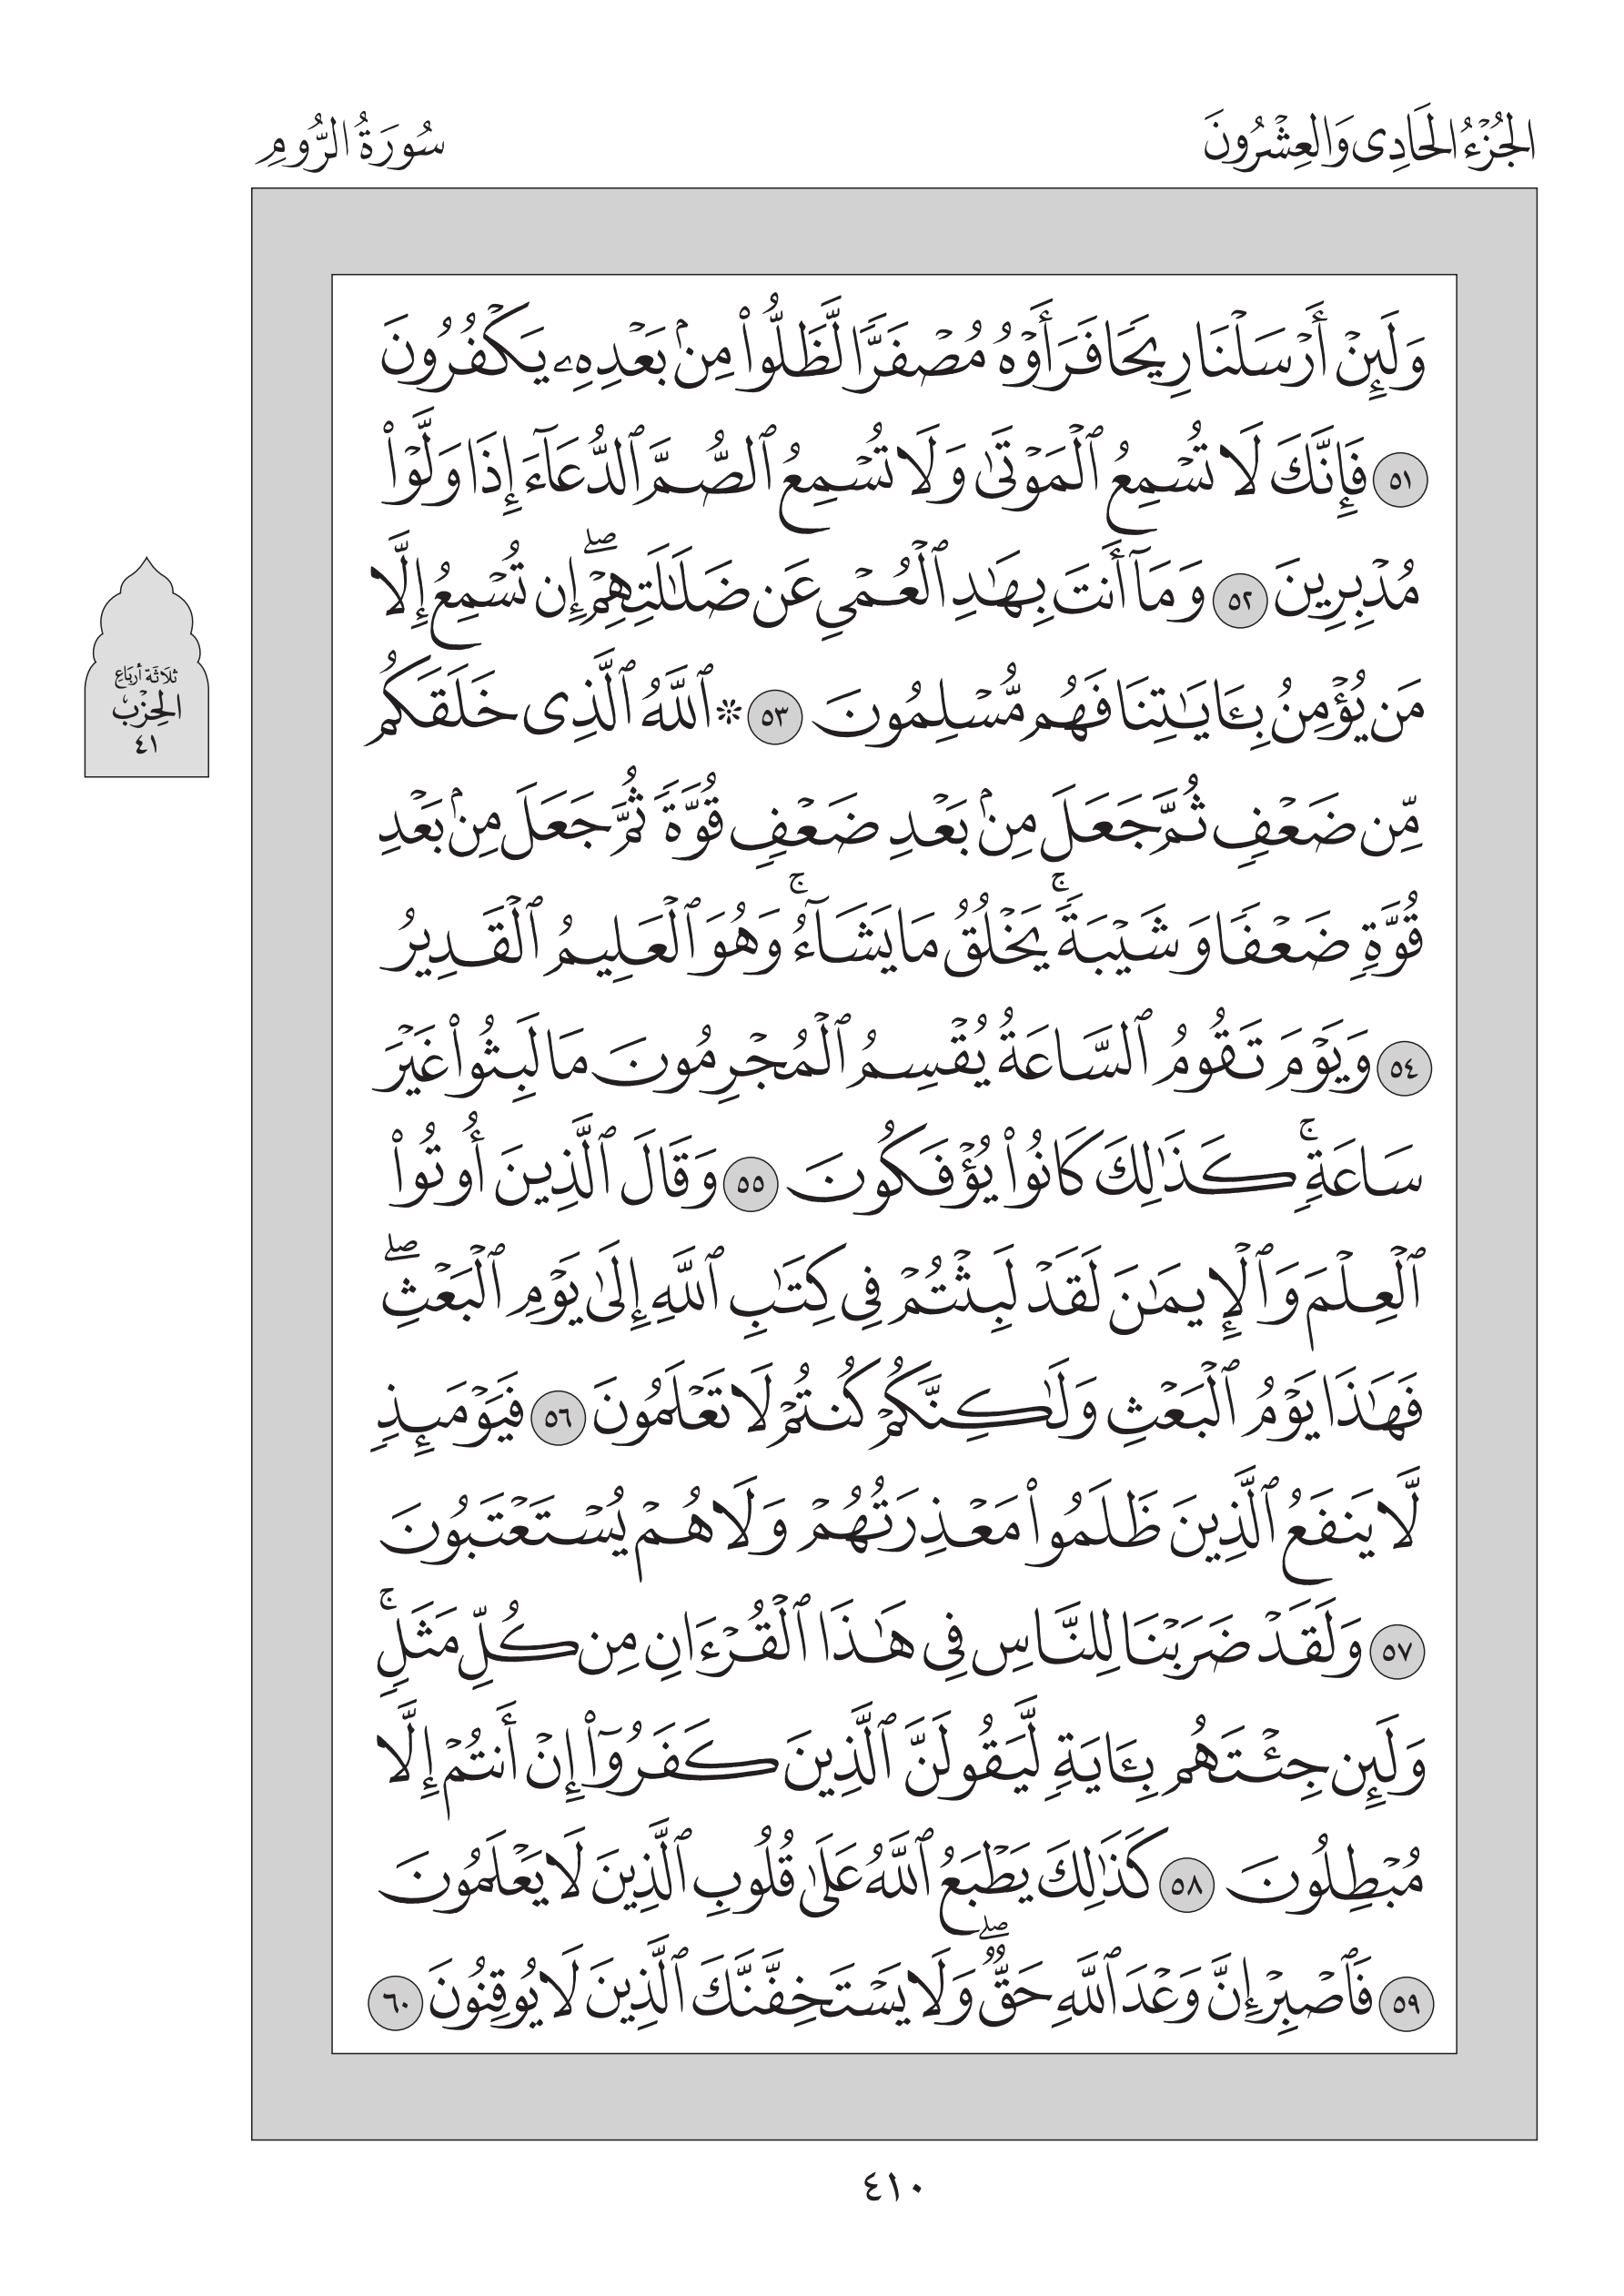 الجُزْءُ الحَادِى وَالعِشْرُونَ
سُورَةُ الرُّومِ
وَلَئِنْ أَرْسَلْنَا رِيحًا فَرَأَوْهُ مُصْفَرًّا لَّظَلُّوا۟ مِنۢ بَعْدِهِۦ يَكْفُرُونَ
٥١ فَإِنَّكَ لَا تُسْمِعُ ٱلْمَوْتَىٰ وَلَا تُسْمِعُ ٱلصُّمَّ ٱلدُّعَآءَ إِذَا وَلَّوْا۟
مُدْبِرِينَ ٥٢ وَمَآ أَنتَ بِهَٰدِ ٱلْعُمْىِ عَن ضَلَٰلَتِهِمْ ۖ إِن تُسْمِعُ إِلَّا
مَن يُؤْمِنُ بِـَٔايَٰتِنَا فَهُم مُّسْلِمُونَ ٥٣ * ٱللَّهُ ٱلَّذِى خَلَقَكُم
مِّن ضَعْفٍ ثُمَّ جَعَلَ مِنۢ بَعْدِ ضَعْفٍ قُوَّةً ثُمَّ جَعَلَ مِنۢ بَعْدِ
قُوَّةٍ ضَعْفًا وَشَيْبَةً ۚ يَخْلُقُ مَا يَشَآءُ ۚ وَهُوَ ٱلْعَلِيمُ ٱلْقَدِيرُ
٥٤ وَيَوْمَ تَقُومُ ٱلسَّاعَةُ يُقْسِمُ ٱلْمُجْرِمُونَ مَا لَبِثُوا۟ غَيْرَ
سَاعَةٍ ۚ كَذَٰلِكَ كَانُوا۟ يُؤْفَكُونَ ٥٥ وَقَالَ ٱلَّذِينَ أُوتُوا۟
ٱلْعِلْمَ وَٱلْإِيمَٰنَ لَقَدْ لَبِثْتُمْ فِى كِتَٰبِ ٱللَّهِ إِلَىٰ يَوْمِ ٱلْبَعْثِ ۖ
فَهَٰذَا يَوْمُ ٱلْبَعْثِ وَلَٰكِنَّكُمْ كُنتُمْ لَا تَعْلَمُونَ ٥٦ فَيَوْمَئِذٍ
لَّا يَنفَعُ ٱلَّذِينَ ظَلَمُوا۟ مَعْذِرَتُهُمْ وَلَا هُمْ يُسْتَعْتَبُونَ
٥٧ وَلَقَدْ ضَرَبْنَا لِلنَّاسِ فِى هَٰذَا ٱلْقُرْءَانِ مِن كُلِّ مَثَلٍ ۚ
وَلَئِن جِئْتَهُم بِـَٔايَةٍ لَّيَقُولَنَّ ٱلَّذِينَ كَفَرُوٓا۟ إِنْ أَنتُمْ إِلَّا
مُبْطِلُونَ ٥٨ كَذَٰلِكَ يَطْبَعُ ٱللَّهُ عَلَىٰ قُلُوبِ ٱلَّذِينَ لَا يَعْلَمُونَ
٥٩ فَٱصْبِرْ إِنَّ وَعْدَ ٱللَّهِ حَقٌّ ۖ وَلَا يَسْتَخِفَّنَّكَ ٱلَّذِينَ لَا يُوقِنُونَ ٦٠
ثَلَاثَة أَربَاع
الحِزْب
٤١
٤١٠